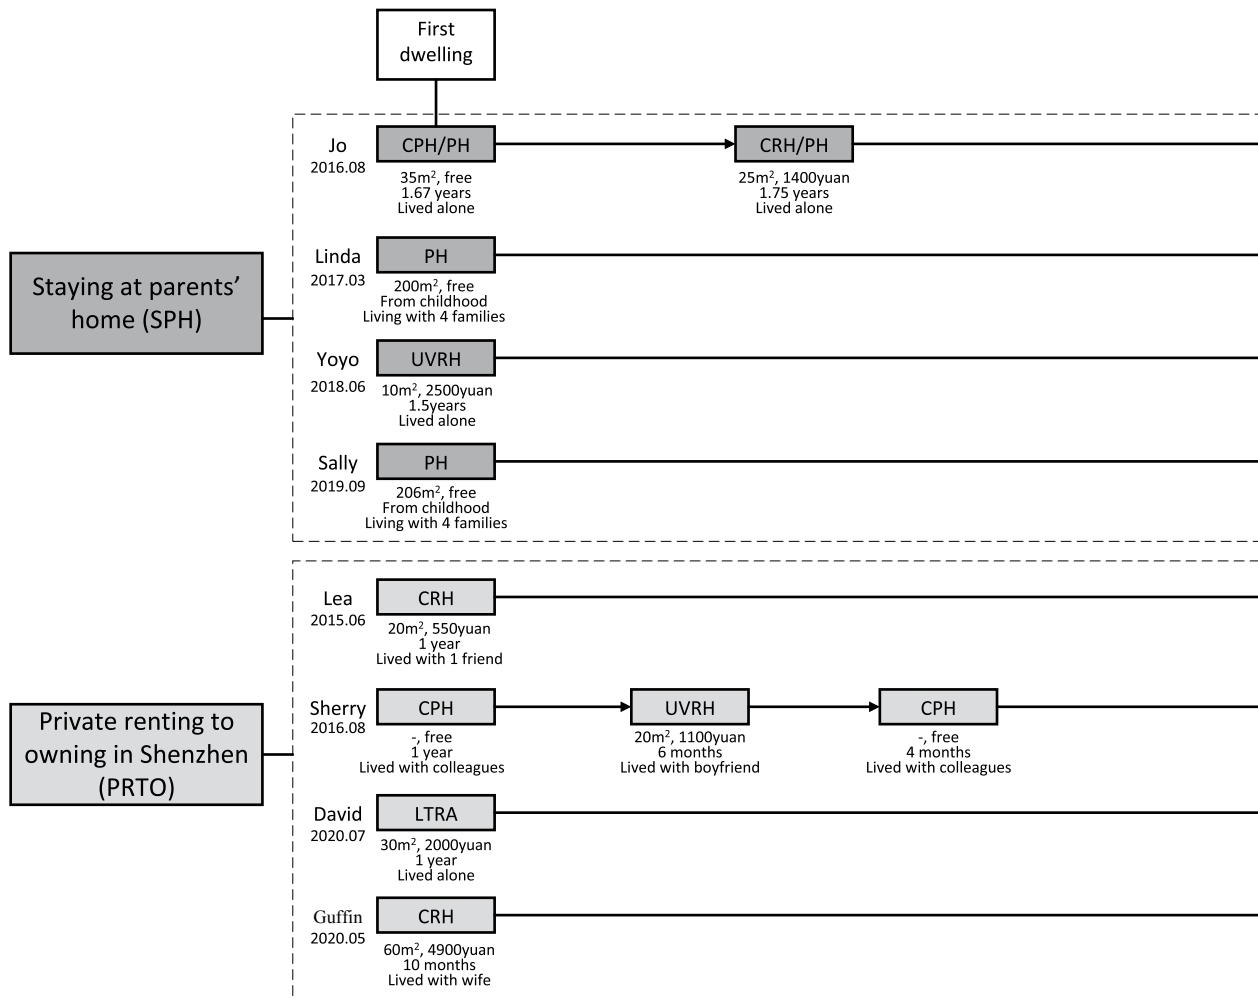 First
dwelling
Jo
2016.08
CPH/PH
35m², free
1.67 years
Lived alone
CRH/PH
25m², 1400yuan
1.75 years
Lived alone
Staying at parents’
home (SPH)
Linda
2017.03
PH
200m², free
From childhood
Living with 4 families
Yoyo
2018.06
UVRH
10m², 2500yuan
1.5years
Lived alone
Sally
2019.09
PH
206m², free
From childhood
Living with 4 families
Lea
2015.06
CRH
20m², 550yuan
1 year
Lived with 1 friend
Private renting to
owning in Shenzhen
(PRTO)
Sherry
2016.08
CPH
-, free
1 year
Lived with colleagues
UVRH
20m², 1100yuan
6 months
Lived with boyfriend
CPH
-, free
4 months
Lived with colleagues
David
2020.07
LTRA
30m², 2000yuan
1 year
Lived alone
Guffin
2020.05
CRH
60m², 4900yuan
10 months
Lived with wife